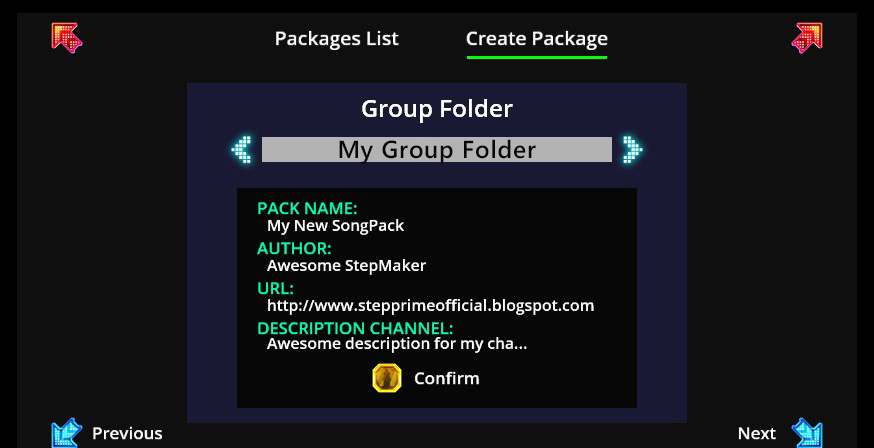 Packages List
Create Package
Group Folder
My Group Folder
PACK NAME:
My New SongPack
AUTHOR:
Awesome StepMaker
URL:
http://www.stepprimeofficial.blogspot.com
DESCRIPTION CHANNEL:
Awesome description for my cha...
Confirm
Previous
Next